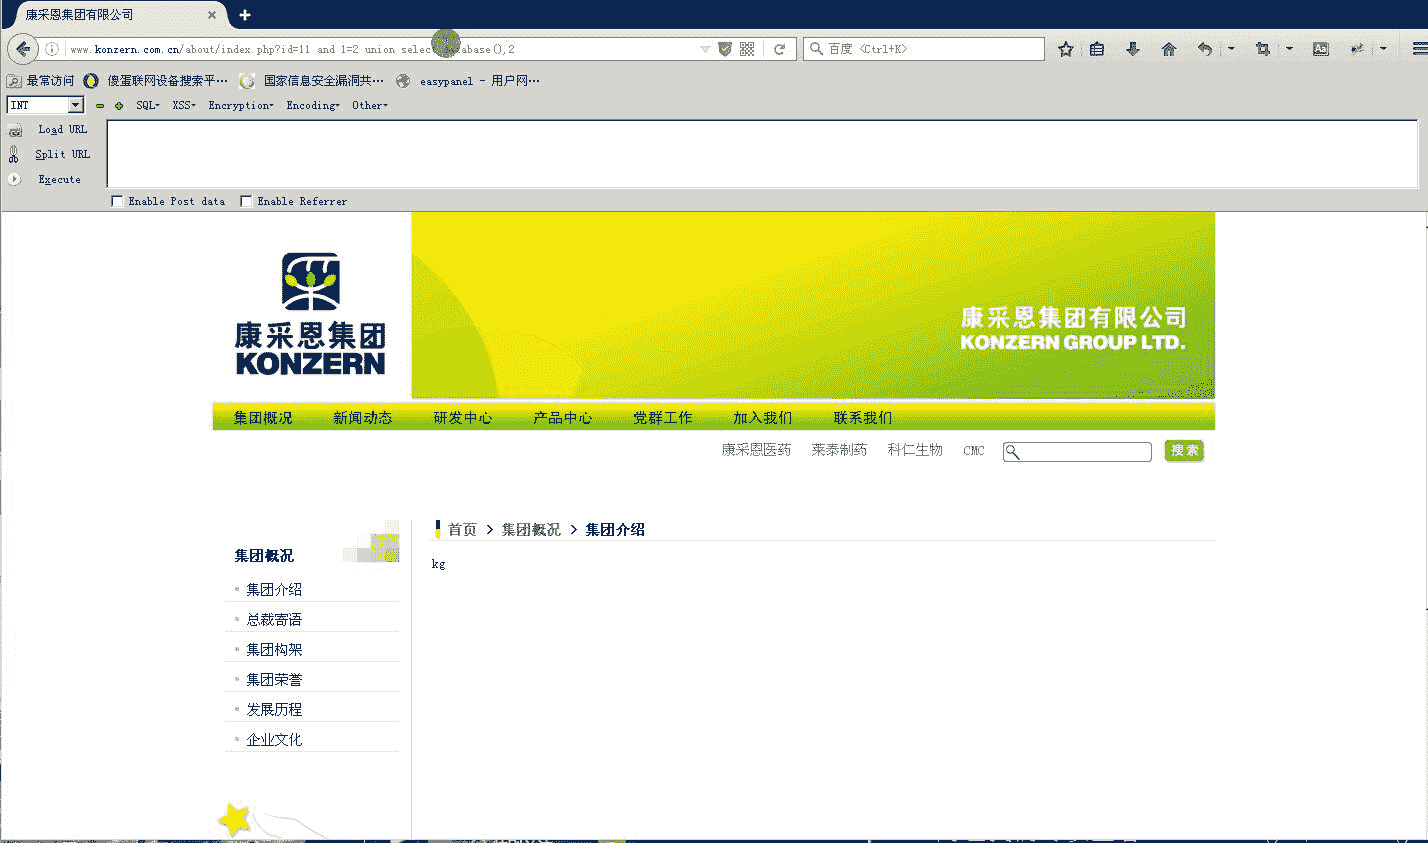 康采恩集团有限公司
www.konzern.com.cn/about/index.php?id=11 and 1=2 union selec abase(),2
百度 <Ctrl+K>
最常访问 傻蛋联网设备搜索平… 国家信息安全漏洞共… easypanel - 用户网…
INT SQL- XSS- Encryption- Encoding- Other-
Load URL
Split URL
Execute
Enable Post data Enable Referrer
康采恩集团
KONZERN
康采恩集团有限公司
KONZERN GROUP LTD.
集团概况 新闻动态 研发中心 产品中心 党群工作 加入我们 联系我们
康采恩医药 莱泰制药 科仁生物 CMC 搜索
首页 > 集团概况 > 集团介绍
kg
集团概况
集团介绍
总裁寄语
集团构架
集团荣誉
发展历程
企业文化